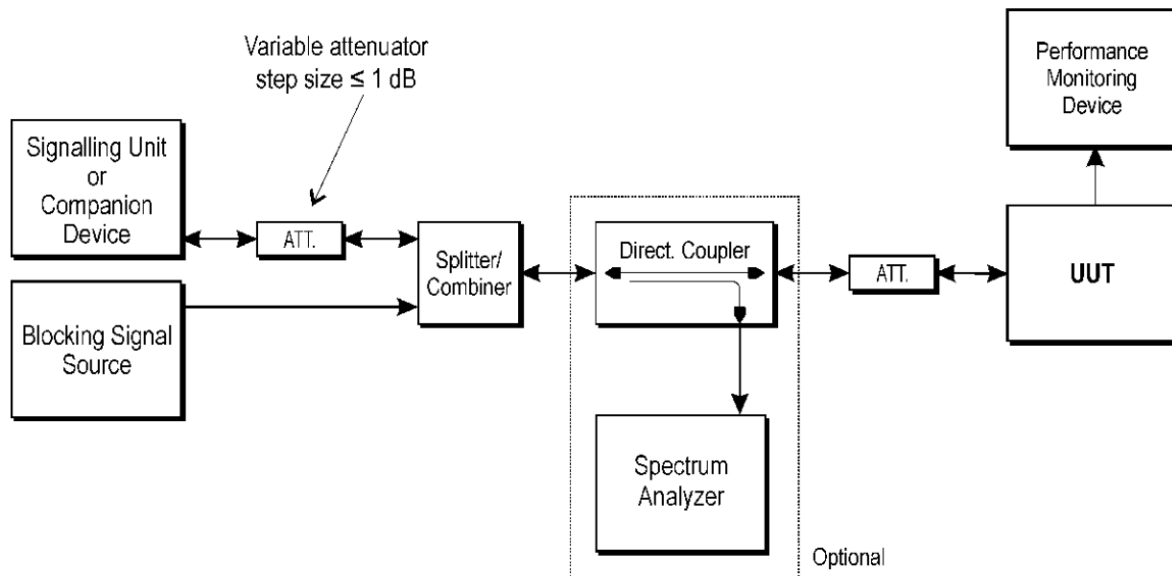 Variable attenuator
step size ≤ 1 dB
Performance
Monitoring
Device
Signalling Unit
or
Companion
Device
ATT.
Splitter/
Combiner
Direct. Coupler
ATT.
UUT
Blocking Signal
Source
Spectrum
Analyzer
Optional